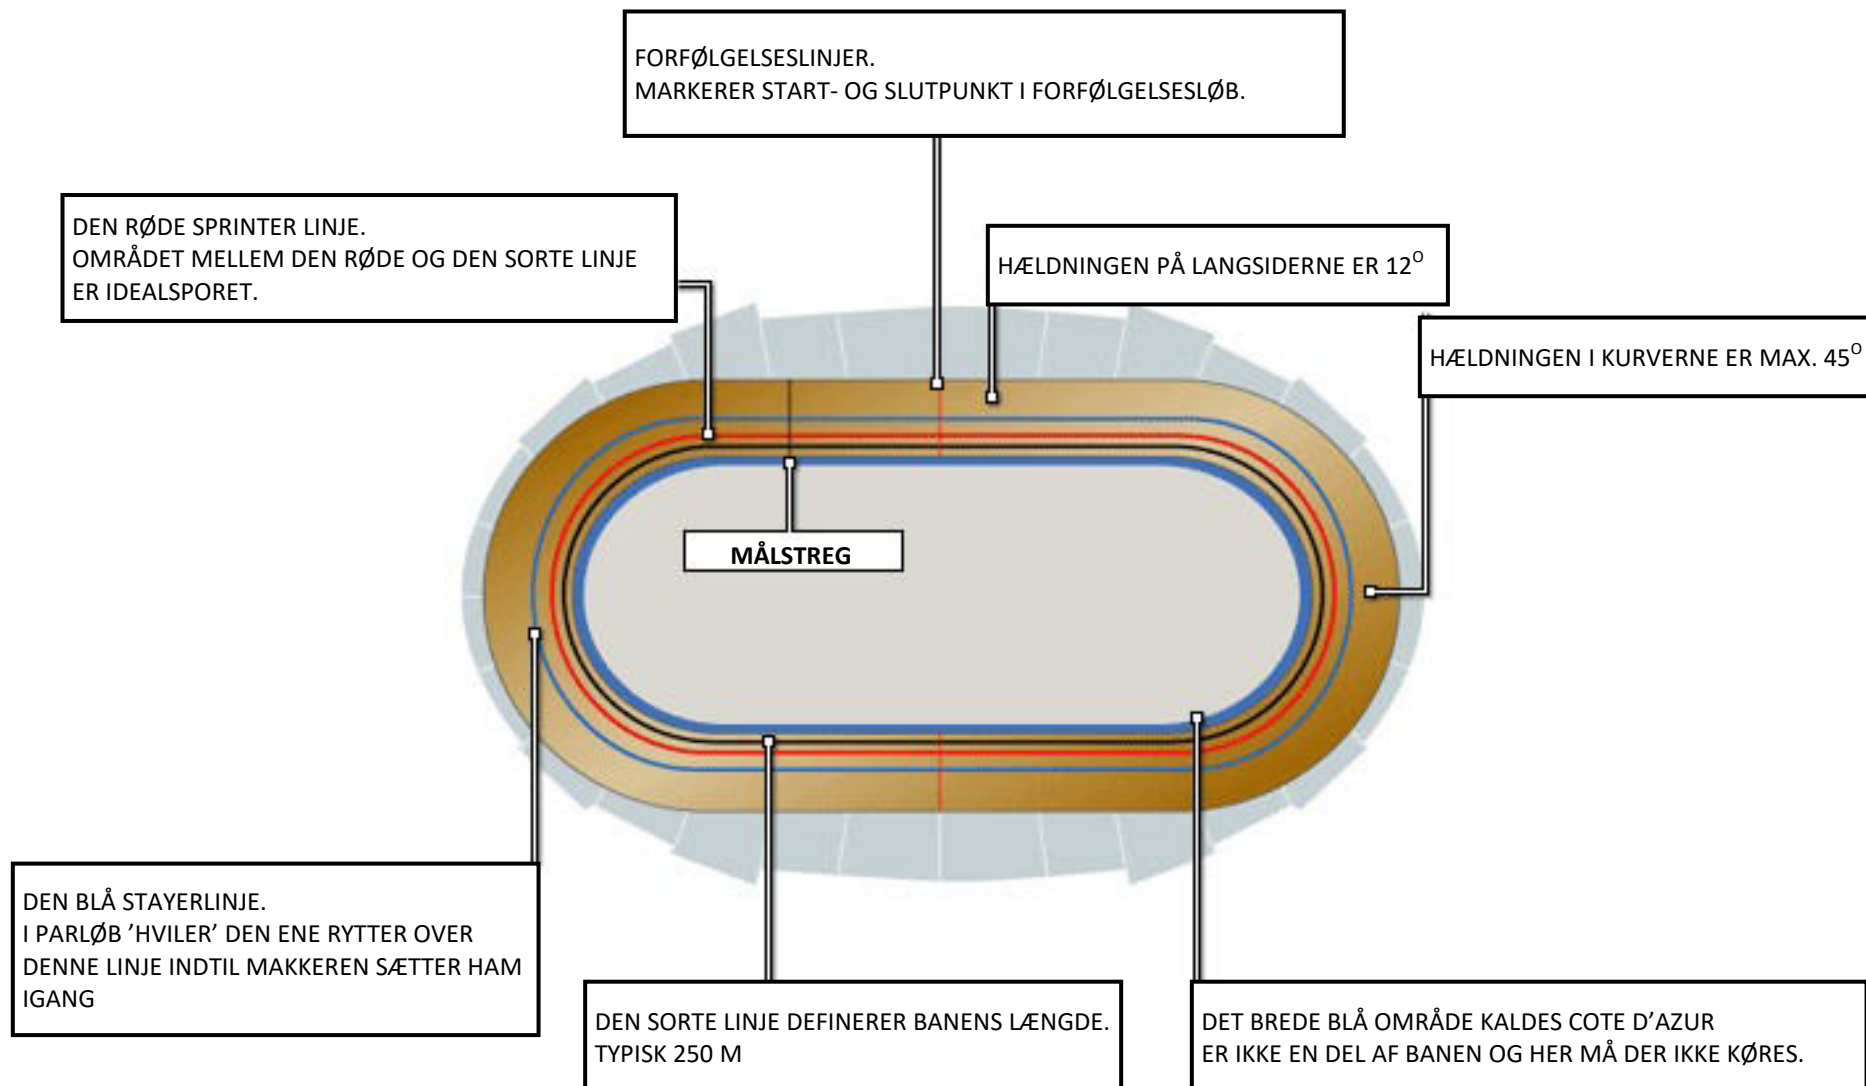 FORFØLGELSESLINJER.
MARKERER START- OG SLUTPUNKT I FORFØLGELSESLØB.
DEN RØDE SPRINTER LINJE.
OMRÅDET MELLEM DEN RØDE OG DEN SORTE LINJE
ER IDEALSPORET.
HÆLDNINGEN PÅ LANGSIDERNE ER 12⁰
HÆLDNINGEN I KURVERNE ER MAX. 45⁰
MÅLSTREG
DEN BLÅ STAYERLINJE.
I PARLØB ’HVILER’ DEN ENE RYTTER OVER
DENNE LINJE INDTIL MAKKEREN SÆTTER HAM
IGANG
DEN SORTE LINJE DEFINERER BANENS LÆNGDE.
TYPISK 250 M
DET BREDE BLÅ OMRÅDE KALDES COTE D’AZUR
ER IKKE EN DEL AF BANEN OG HER MÅ DER IKKE KØRES.